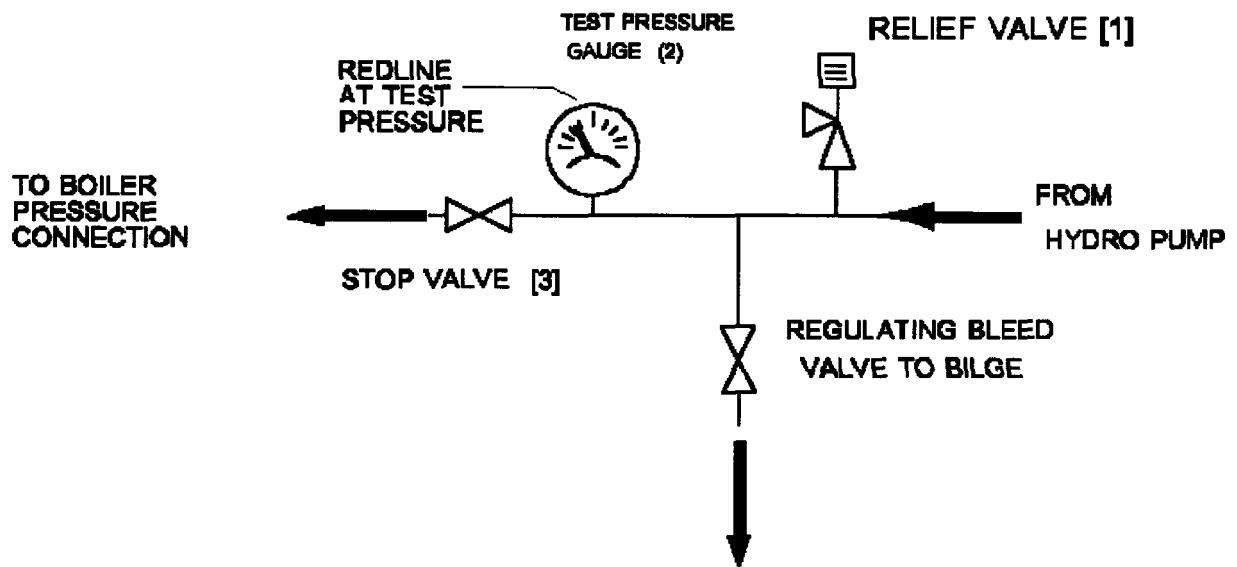 TEST PRESSURE
GAUGE (2)
RELIEF VALVE [1]
REDLINE
AT TEST
PRESSURE
TO BOILER
PRESSURE
CONNECTION
FROM
HYDRO PUMP
STOP VALVE [3]
REGULATING BLEED
VALVE TO BILGE